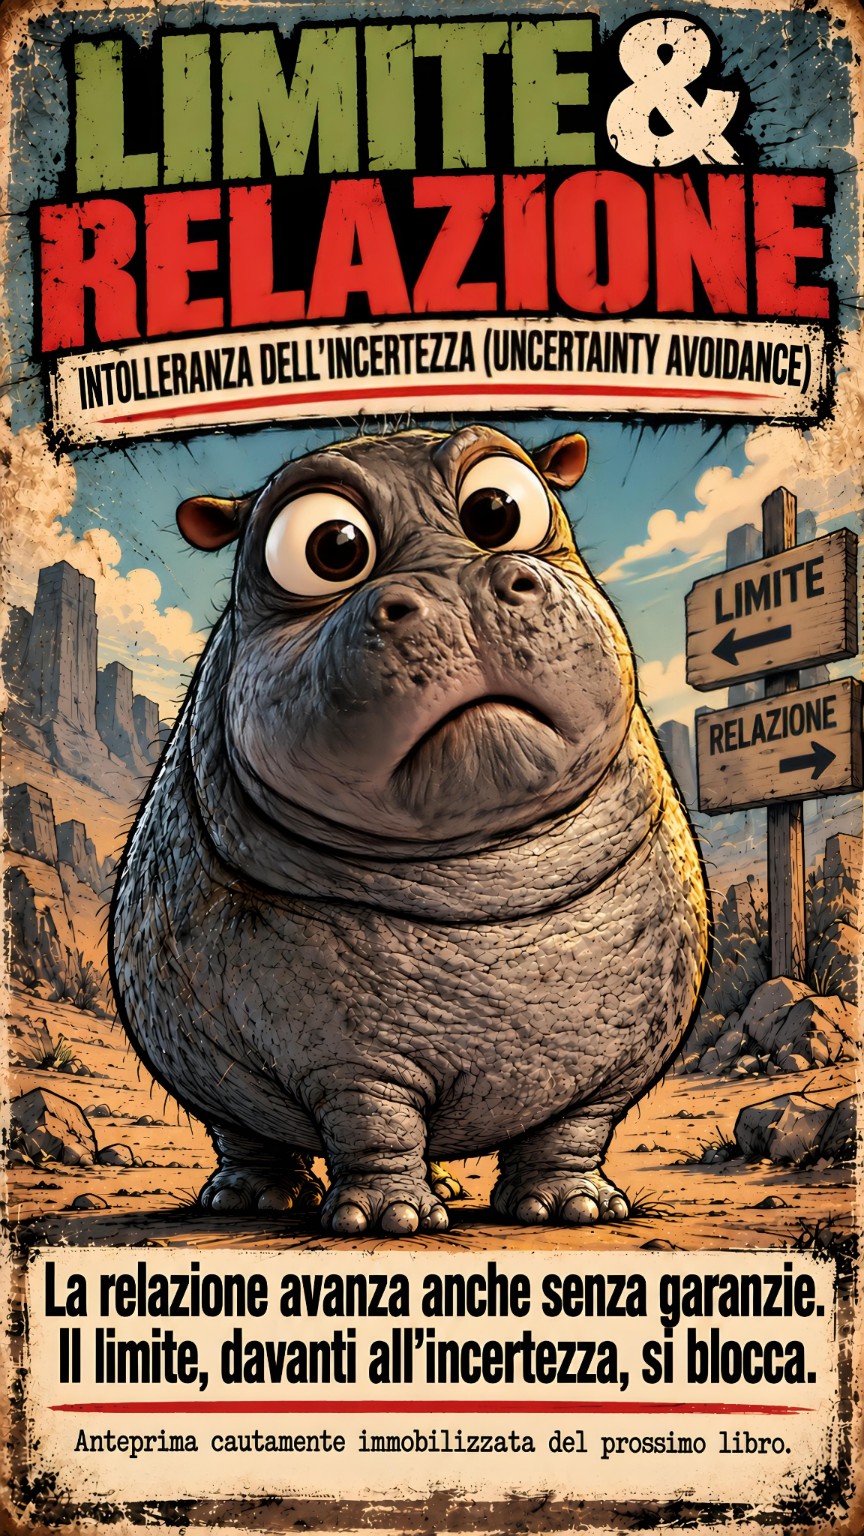 LIMITE &
RELAZIONE
INTOLLERANZA DELL'INCERTEZZA (UNCERTAINTY AVOIDANCE)
LIMITE
RELAZIONE
La relazione avanza anche senza garanzie.
Il limite, davanti all'incertezza, si blocca.
Anteprima cautamente immobilizzata del prossimo libro.